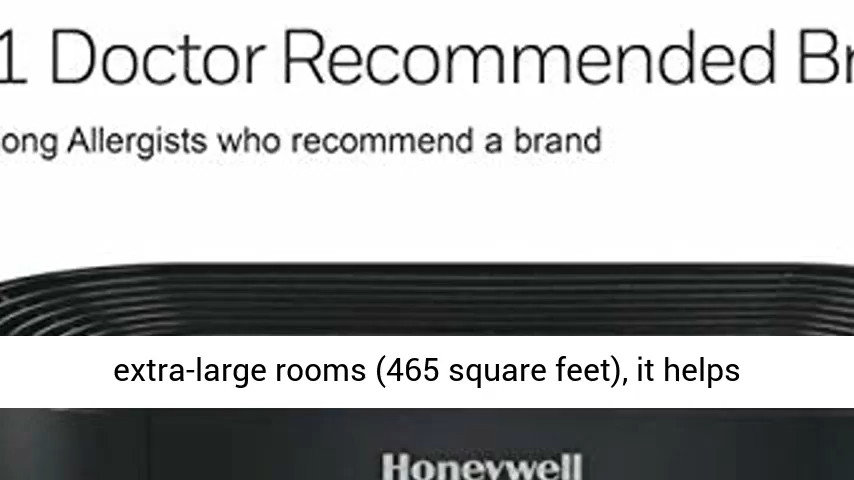 1 Doctor Recommended Br
ong Allergists who recommend a brand
extra-large rooms (465 square feet), it helps
Honeywell